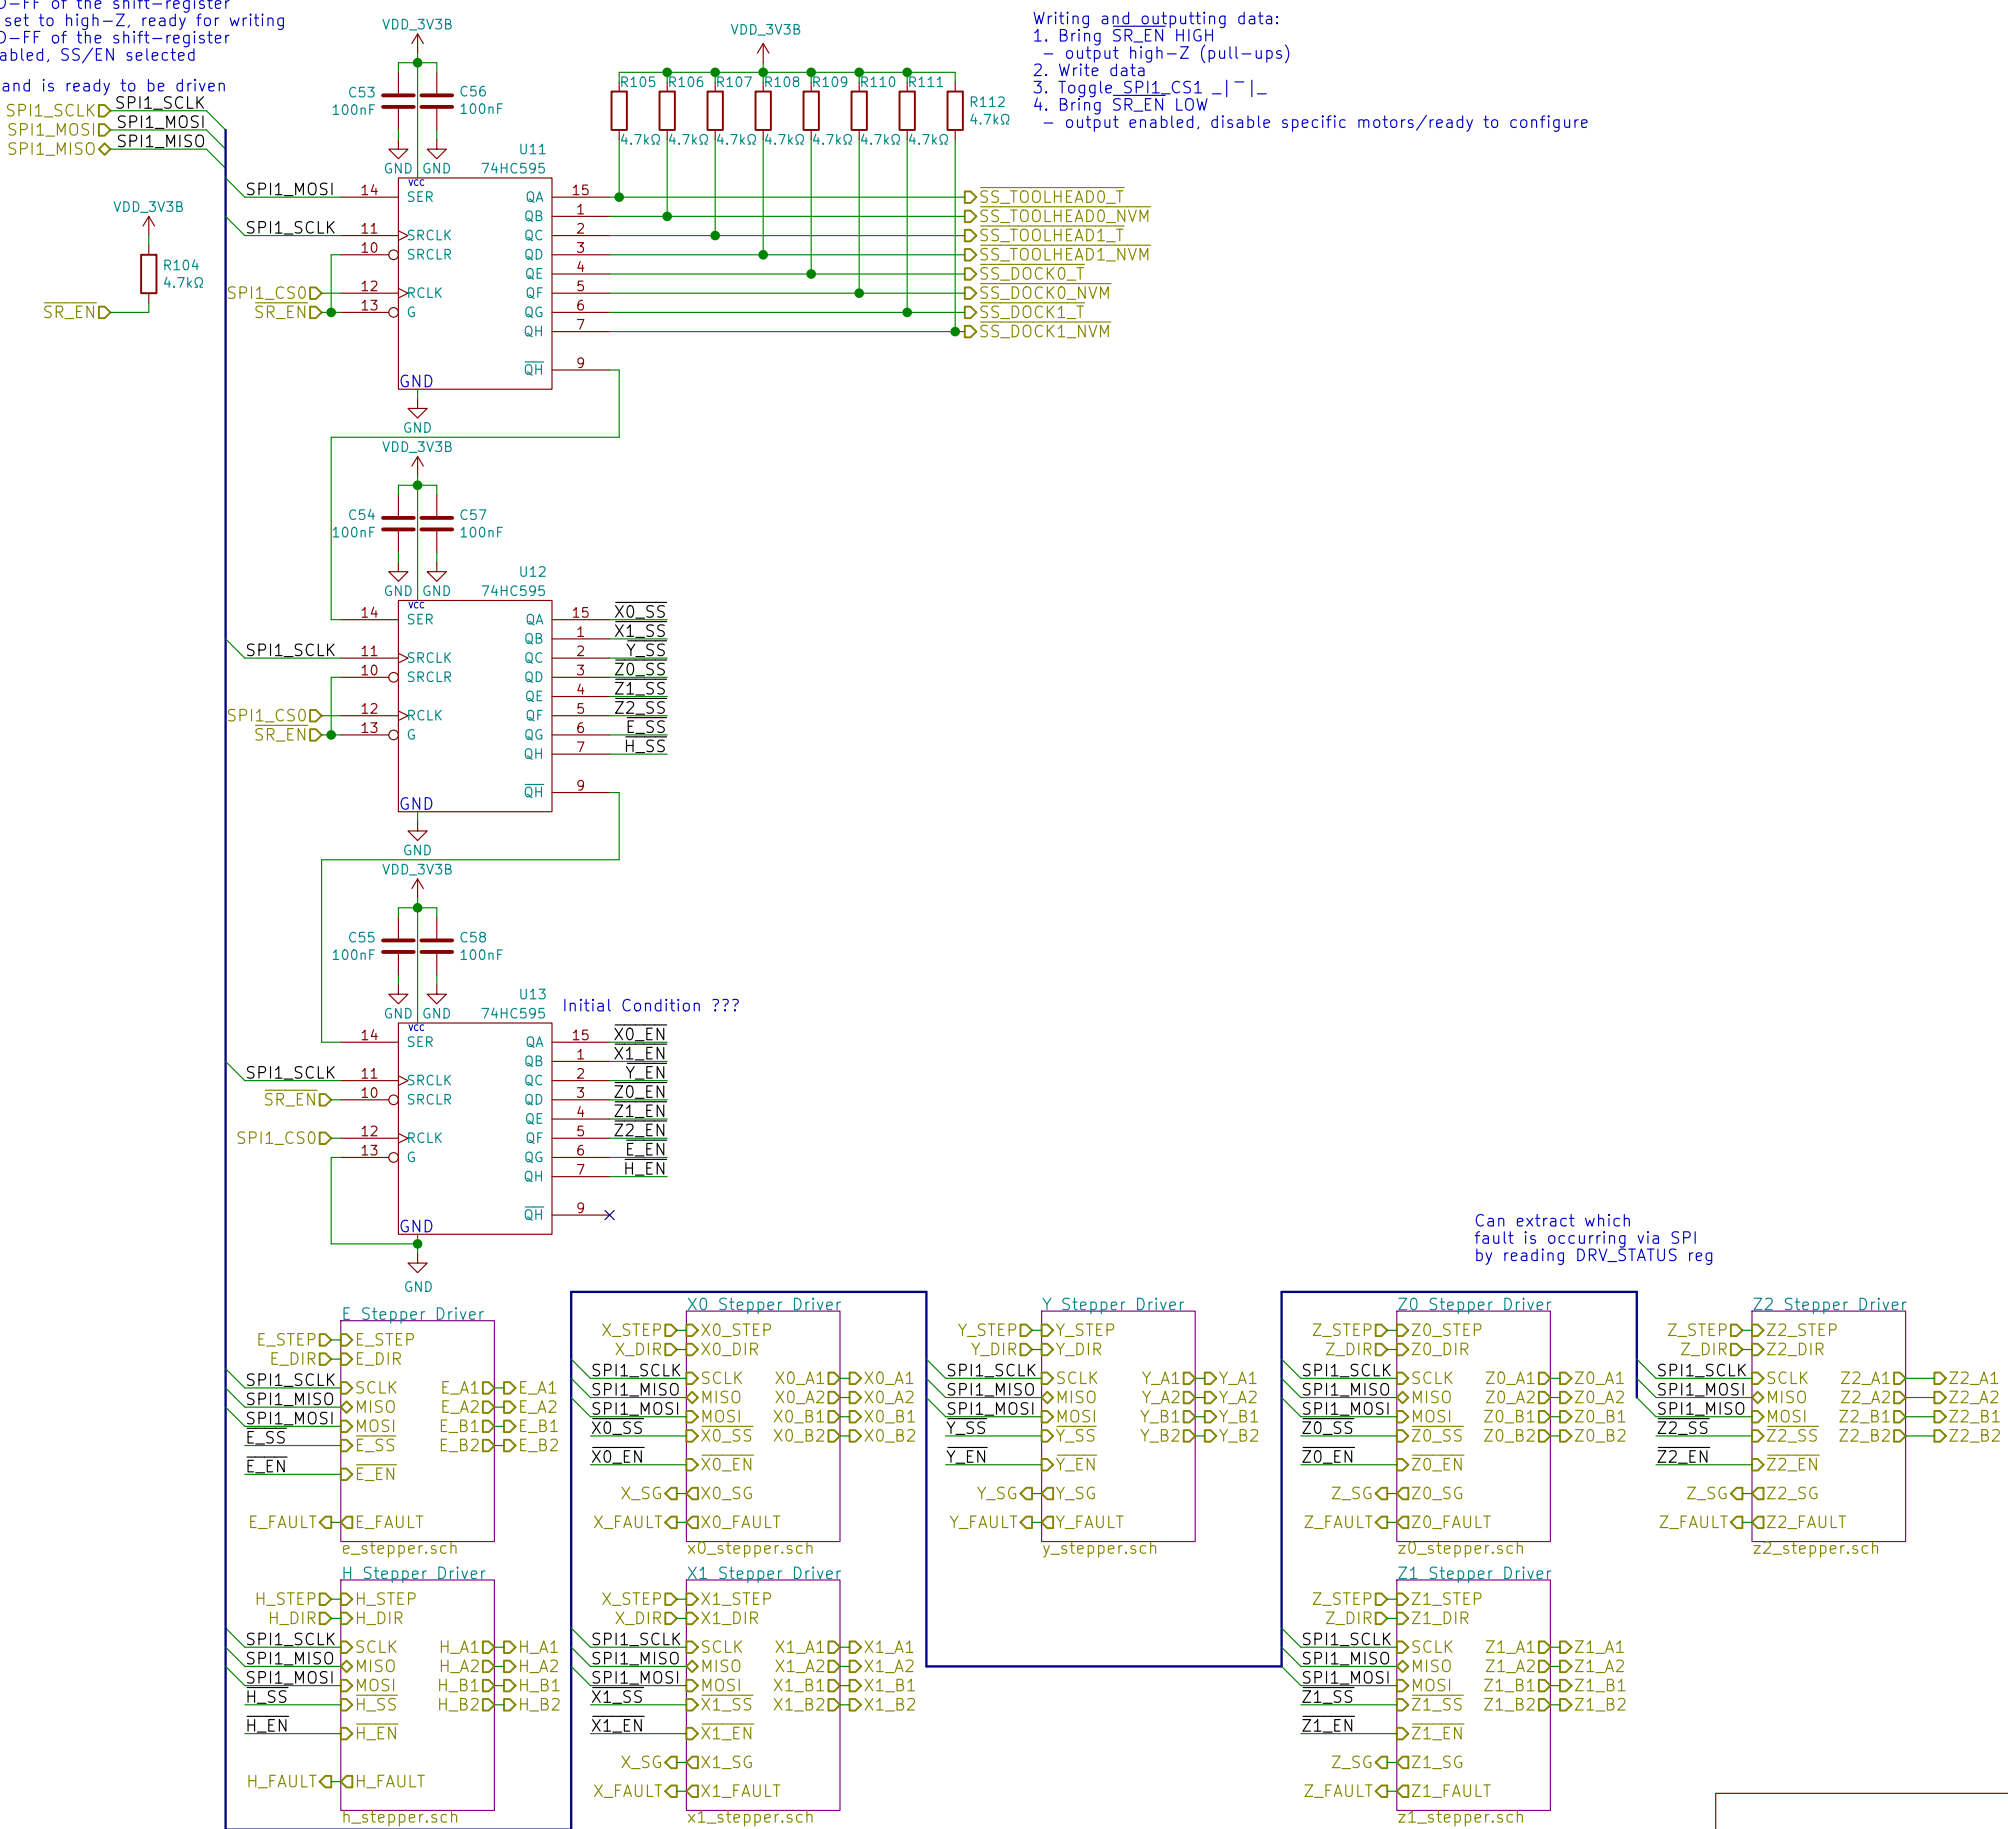 D-FF of the shift-register
set to high-Z, ready for writing
D-FF of the shift-register
abled, SS/EN selected
and is ready to be driven
Writing and outputting data:
1. Bring SR_EN HIGH
- output high-Z (pull-ups)
2. Write data
3. Toggle SPI1_CS1 _|‾|_
4. Bring SR_EN LOW
- output enabled, disable specific motors/ready to configure
SPI1_SCLK SPI1_SCLK
SPI1_MOSI SPI1_MOSI
SPI1_MISO SPI1_MISO
VDD_3V3B
R104
4.7kΩ
SR_EN
VDD_3V3B
C53
100nF
C56
100nF
GND GND
U11
74HC595
VCC
SPI1_MOSI 14 SER
SPI1_SCLK 11 SRCLK
10 SRCLR
SPI1_CS0 12 RCLK
SR_EN 13 G
GND
GND
QA 15
QB 1
QC 2
QD 3
QE 4
QF 5
QG 6
QH 7
QH 9
VDD_3V3B
R105 R106 R107 R108 R109 R110 R111
4.7kΩ 4.7kΩ 4.7kΩ 4.7kΩ 4.7kΩ 4.7kΩ 4.7kΩ
R112
4.7kΩ
SS_TOOLHEAD0_T
SS_TOOLHEAD0_NVM
SS_TOOLHEAD1_T
SS_TOOLHEAD1_NVM
SS_DOCK0_T
SS_DOCK0_NVM
SS_DOCK1_T
SS_DOCK1_NVM
VDD_3V3B
C54
100nF
C57
100nF
GND GND
U12
74HC595
VCC
14 SER
SPI1_SCLK 11 SRCLK
10 SRCLR
SPI1_CS0 12 RCLK
SR_EN 13 G
GND
GND
QA 15 X0_SS
QB 1 X1_SS
QC 2 Y_SS
QD 3 Z0_SS
QE 4 Z1_SS
QF 5 Z2_SS
QG 6 E_SS
QH 7 H_SS
QH 9
VDD_3V3B
C55
100nF
C58
100nF
GND GND
U13
74HC595
Initial Condition ???
VCC
14 SER
SPI1_SCLK 11 SRCLK
SR_EN 10 SRCLR
SPI1_CS0 12 RCLK
13 G
GND
GND
QA 15 X0_EN
QB 1 X1_EN
QC 2 Y_EN
QD 3 Z0_EN
QE 4 Z1_EN
QF 5 Z2_EN
QG 6 E_EN
QH 7 H_EN
QH 9
Can extract which
fault is occurring via SPI
by reading DRV_STATUS reg
E Stepper Driver
E_STEP E_STEP
E_DIR E_DIR
SPI1_SCLK SCLK E_A1 E_A1
SPI1_MISO MISO E_A2 E_A2
SPI1_MOSI MOSI E_B1 E_B1
E_SS E_SS E_B2 E_B2
E_EN E_EN
E_FAULT E_FAULT
e_stepper.sch
X0 Stepper Driver
X_STEP X0_STEP
X_DIR X0_DIR
SPI1_SCLK SCLK X0_A1 X0_A1
SPI1_MISO MISO X0_A2 X0_A2
SPI1_MOSI MOSI X0_B1 X0_B1
X0_SS X0_SS X0_B2 X0_B2
X0_EN X0_EN
X_SG X0_SG
X_FAULT X0_FAULT
x0_stepper.sch
Y Stepper Driver
Y_STEP Y_STEP
Y_DIR Y_DIR
SPI1_SCLK SCLK Y_A1 Y_A1
SPI1_MISO MISO Y_A2 Y_A2
SPI1_MOSI MOSI Y_B1 Y_B1
Y_SS Y_SS Y_B2 Y_B2
Y_EN Y_EN
Y_SG Y_SG
Y_FAULT Y_FAULT
y_stepper.sch
Z0 Stepper Driver
Z_STEP Z0_STEP
Z_DIR Z0_DIR
SPI1_SCLK SCLK Z0_A1 Z0_A1
SPI1_MISO MISO Z0_A2 Z0_A2
SPI1_MOSI MOSI Z0_B1 Z0_B1
Z0_SS Z0_SS Z0_B2 Z0_B2
Z0_EN Z0_EN
Z_SG Z0_SG
Z_FAULT Z0_FAULT
z0_stepper.sch
Z2 Stepper Driver
Z_STEP Z2_STEP
Z_DIR Z2_DIR
SPI1_SCLK SCLK Z2_A1 Z2_A1
SPI1_MOSI MISO Z2_A2 Z2_A2
SPI1_MISO MOSI Z2_B1 Z2_B1
Z2_SS Z2_SS Z2_B2 Z2_B2
Z2_EN Z2_EN
Z_SG Z2_SG
Z_FAULT Z2_FAULT
z2_stepper.sch
H Stepper Driver
H_STEP H_STEP
H_DIR H_DIR
SPI1_SCLK SCLK H_A1 H_A1
SPI1_MISO MISO H_A2 H_A2
SPI1_MOSI MOSI H_B1 H_B1
H_SS H_SS H_B2 H_B2
H_EN H_EN
H_FAULT H_FAULT
h_stepper.sch
X1 Stepper Driver
X_STEP X1_STEP
X_DIR X1_DIR
SPI1_SCLK SCLK X1_A1 X1_A1
SPI1_MISO MISO X1_A2 X1_A2
SPI1_MOSI MOSI X1_B1 X1_B1
X1_SS X1_SS X1_B2 X1_B2
X1_EN X1_EN
X_SG X1_SG
X_FAULT X1_FAULT
x1_stepper.sch
Z1 Stepper Driver
Z_STEP Z1_STEP
Z_DIR Z1_DIR
SPI1_SCLK SCLK Z1_A1 Z1_A1
SPI1_MISO MISO Z1_A2 Z1_A2
SPI1_MOSI MOSI Z1_B1 Z1_B1
Z1_SS Z1_SS Z1_B2 Z1_B2
Z1_EN Z1_EN
Z_SG Z1_SG
Z_FAULT Z1_FAULT
z1_stepper.sch